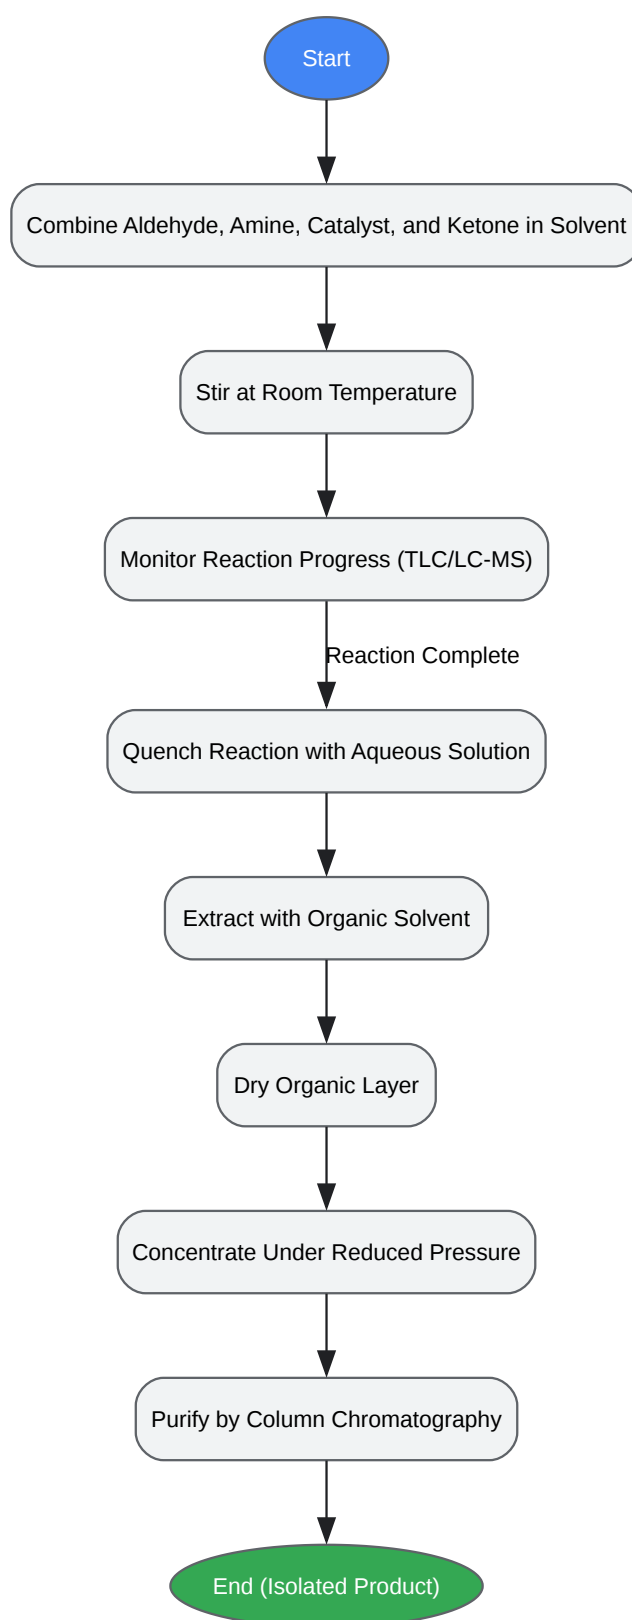 Start
Combine Aldehyde, Amine, Catalyst, and Ketone in Solvent
Stir at Room Temperature
Monitor Reaction Progress (TLC/LC-MS)
Reaction Complete
Quench Reaction with Aqueous Solution
Extract with Organic Solvent
Dry Organic Layer
Concentrate Under Reduced Pressure
Purify by Column Chromatography
End (Isolated Product)